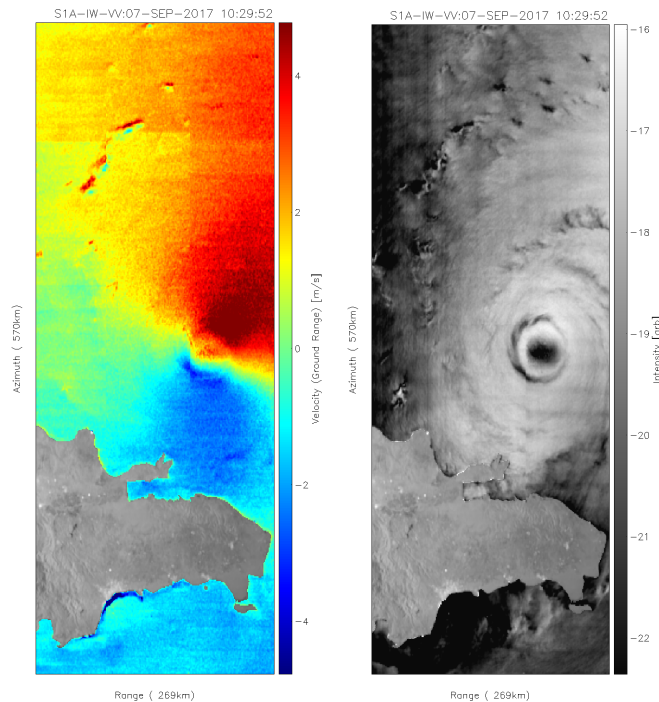 S1A-IW-VV:07-SEP-2017 10:29:52
4
2
0
-2
-4
Velocity (Ground Range) [m/s]
Azimuth ( 570km)
Range ( 269km)
S1A-IW-VV:07-SEP-2017 10:29:52
-16
-17
-18
-19
-20
-21
-22
Intensity [arb]
Azimuth ( 570km)
Range ( 269km)